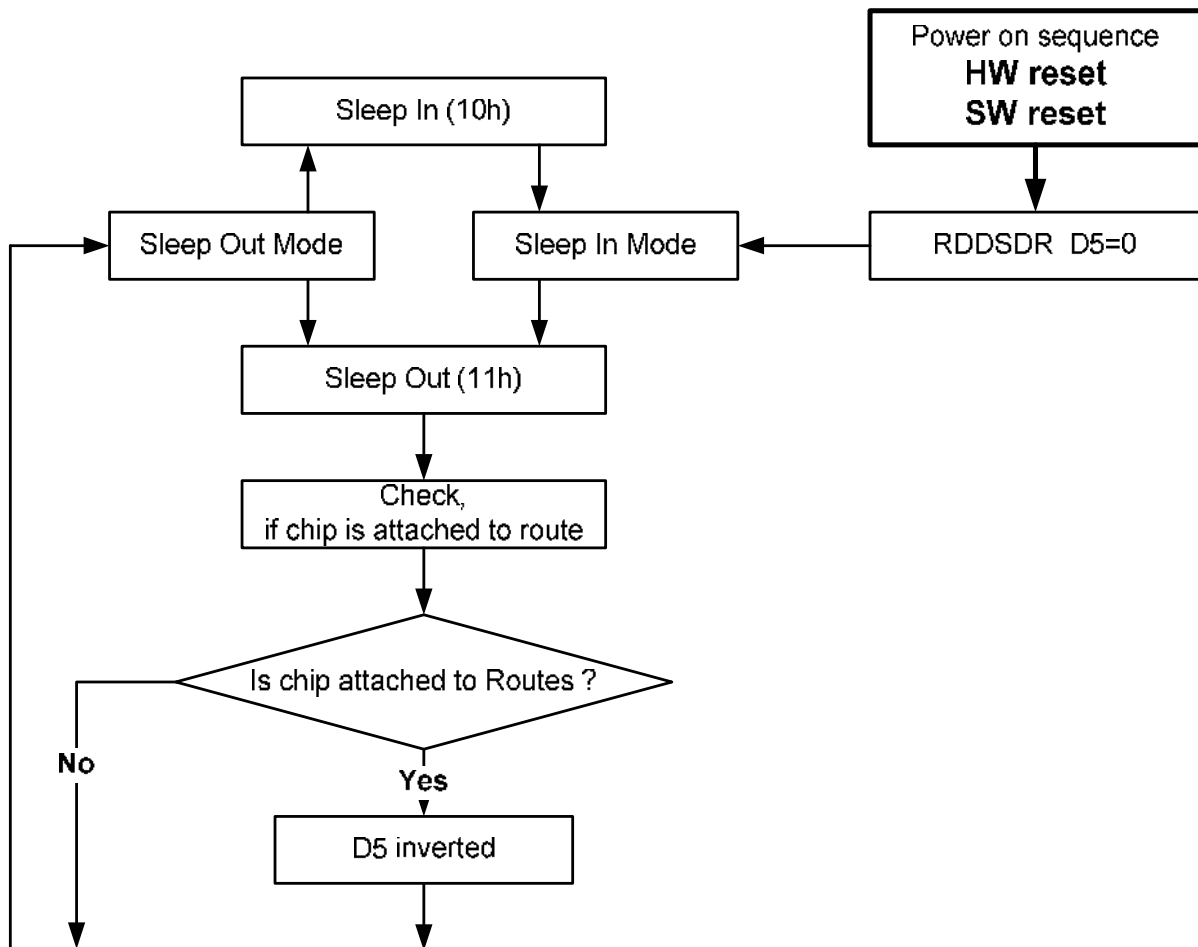 Power on sequence
HW reset
SW reset
Sleep In (10h)
Sleep Out Mode
Sleep In Mode
RDDSDR D5=0
Sleep Out (11h)
Check,
if chip is attached to route
Is chip attached to Routes ?
No
Yes
D5 inverted